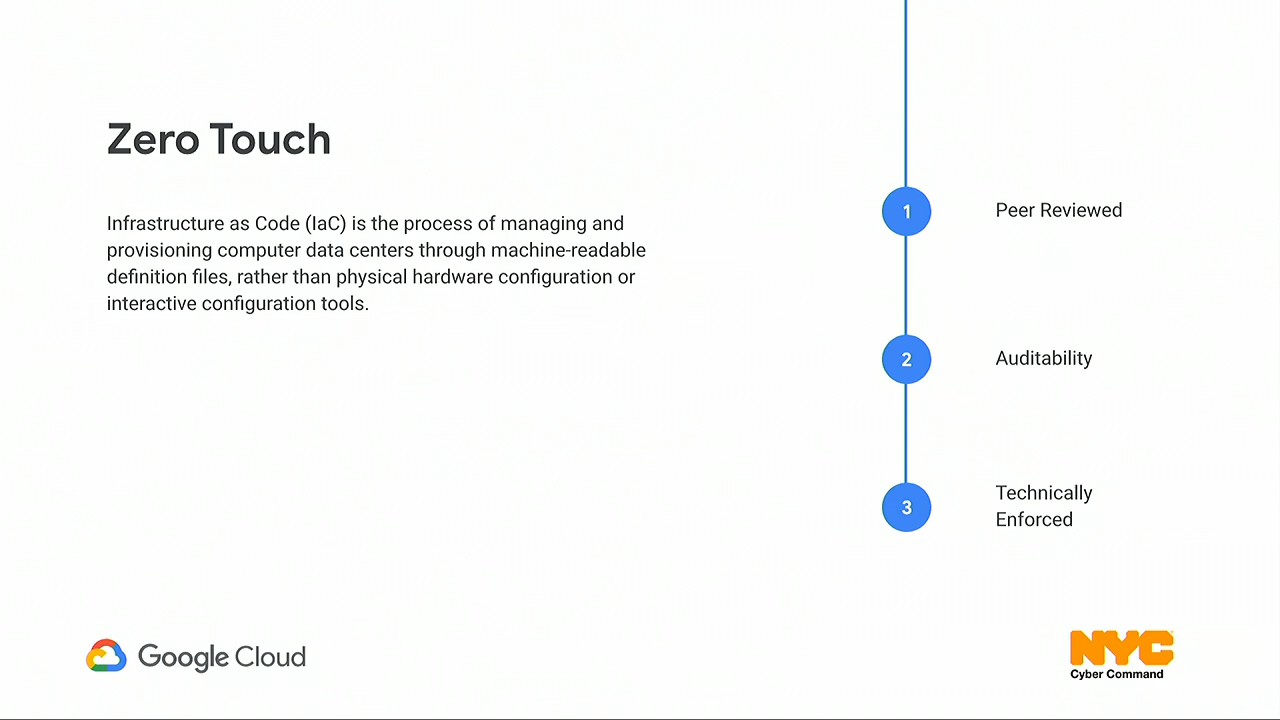 Zero Touch
Infrastructure as Code (IaC) is the process of managing and
provisioning computer data centers through machine-readable
definition files, rather than physical hardware configuration or
interactive configuration tools.
1
Peer Reviewed
2
Auditability
3
Technically
Enforced
Google Cloud
NYC
Cyber Command